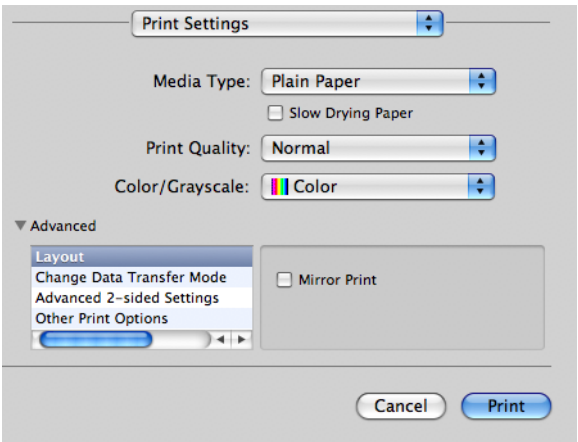 Print Settings
Media Type: Plain Paper
Slow Drying Paper
Print Quality: Normal
Color/Grayscale: Color
Advanced
Layout
Change Data Transfer Mode
Advanced 2-sided Settings
Other Print Options
Mirror Print
Cancel Print